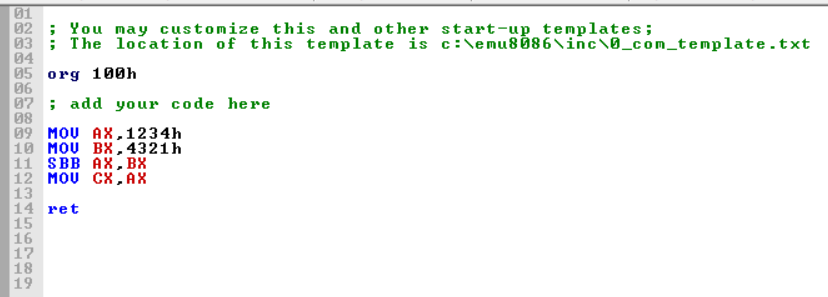 01
02 ; You may customize this and other start-up templates;
03 ; The location of this template is c:\emu8086\inc\0_com_template.txt
04
05 org 100h
06
07 ; add your code here
08
09 MOV AX,1234h
10 MOV BX,4321h
11 SBB AX,BX
12 MOV CX,AX
13
14 ret
15
16
17
18
19